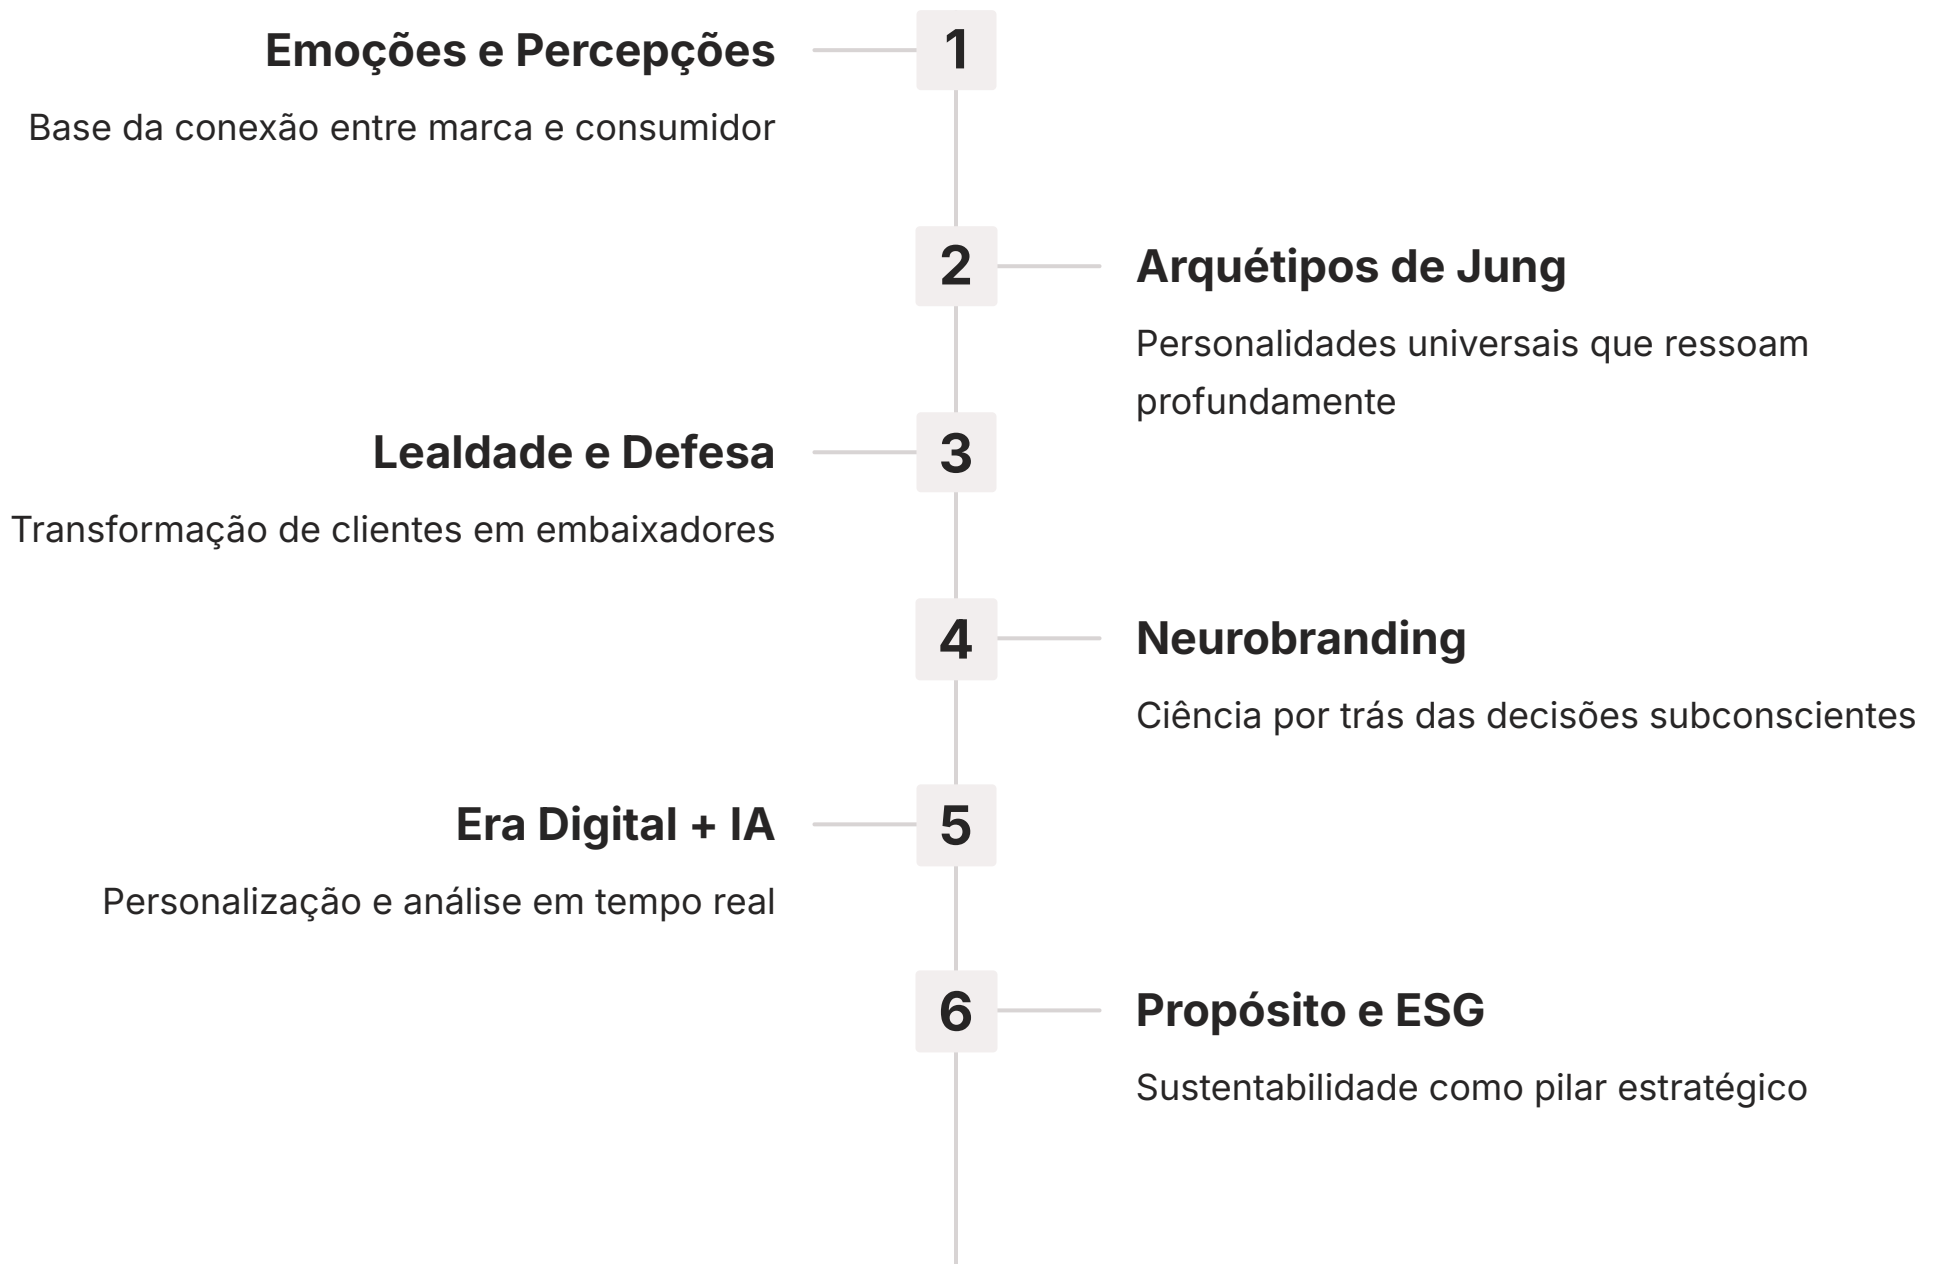 Emoções e Percepções
1
Base da conexão entre marca e consumidor
2
Arquétipos de Jung
Personalidades universais que ressoam
profundamente
Lealdade e Defesa
3
Transformação de clientes em embaixadores
4
Neurobranding
Ciência por trás das decisões subconscientes
Era Digital + IA
5
Personalização e análise em tempo real
6
Propósito e ESG
Sustentabilidade como pilar estratégico